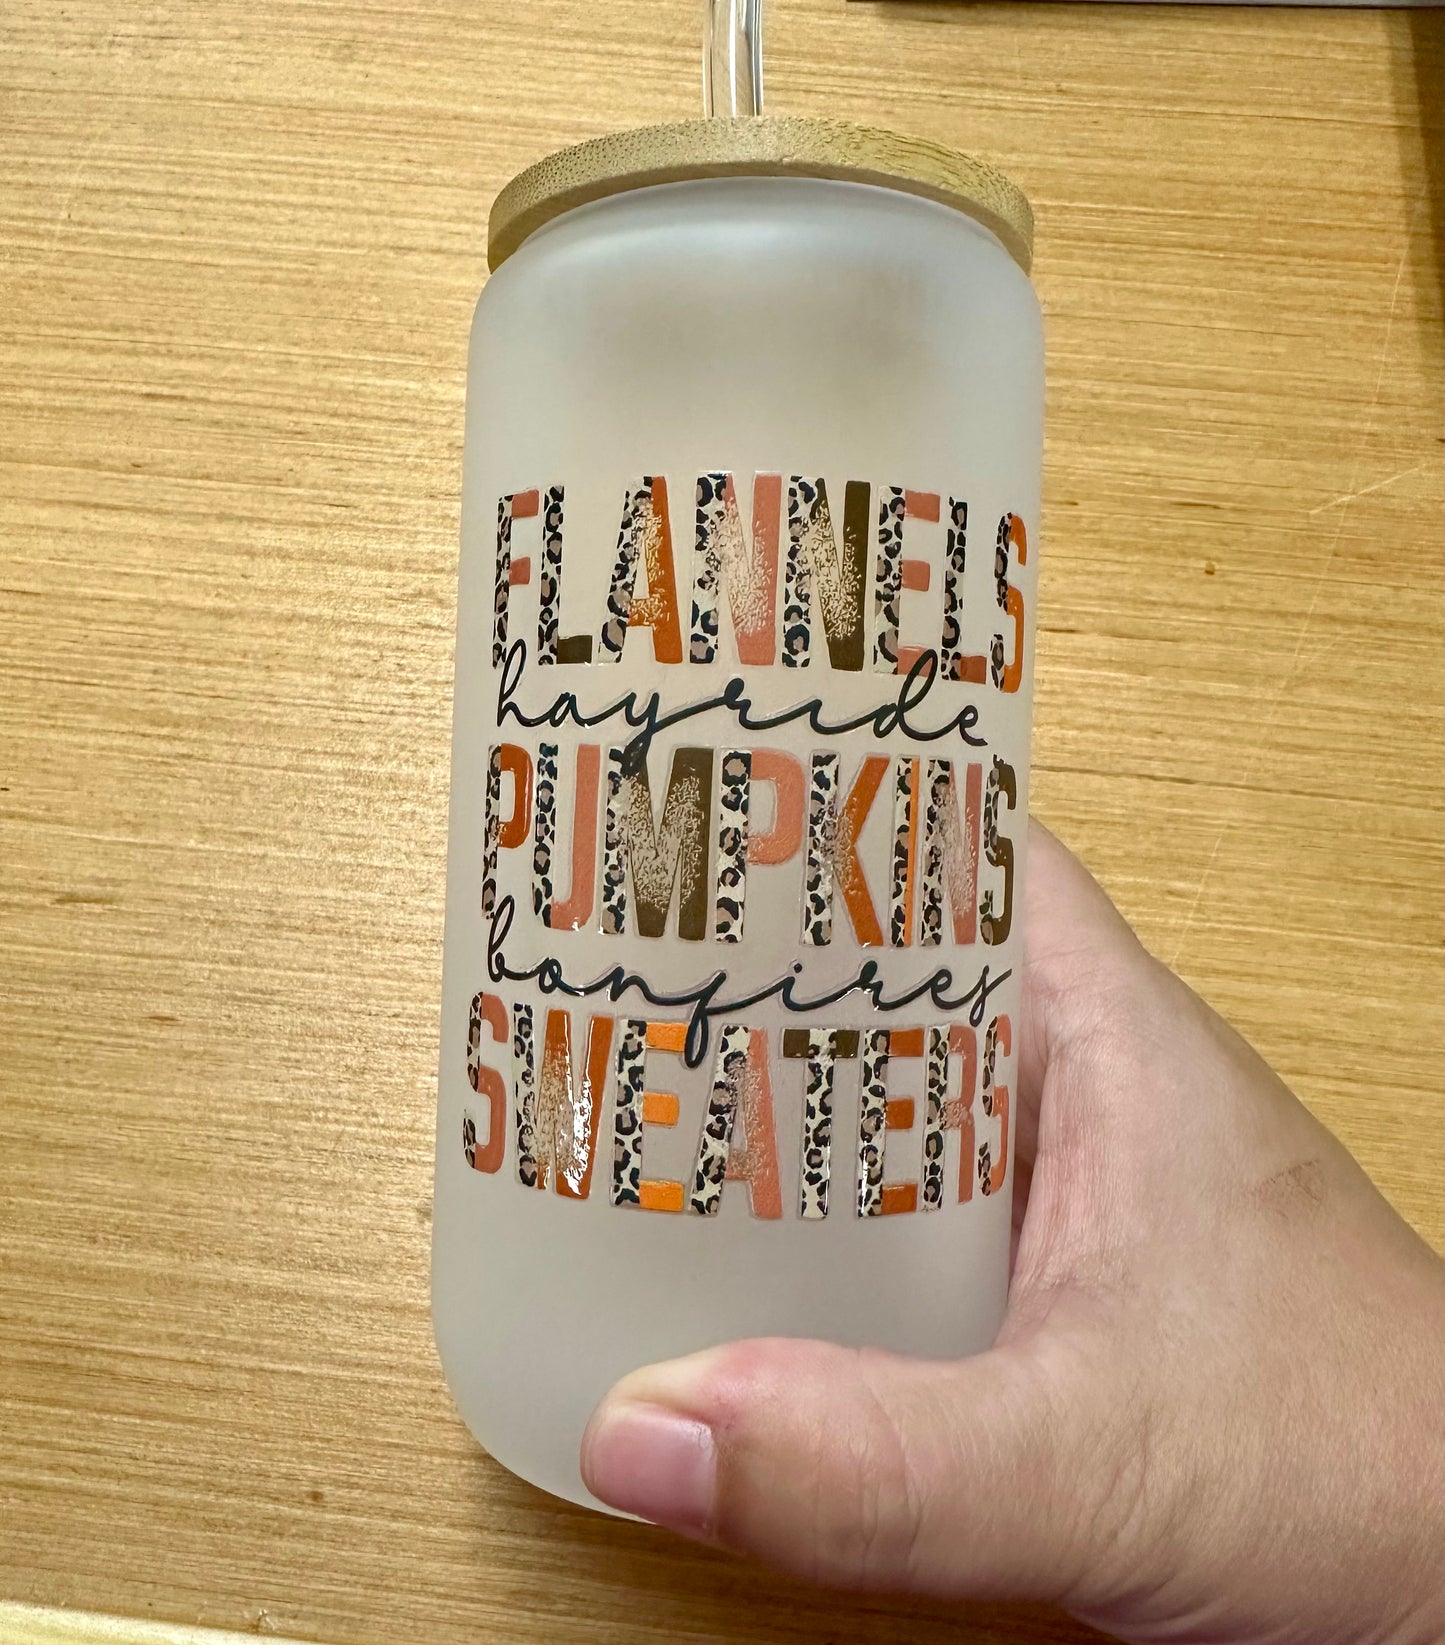 FLANNELS
hayride
PUMPKINS
bonfires
SWEATERS